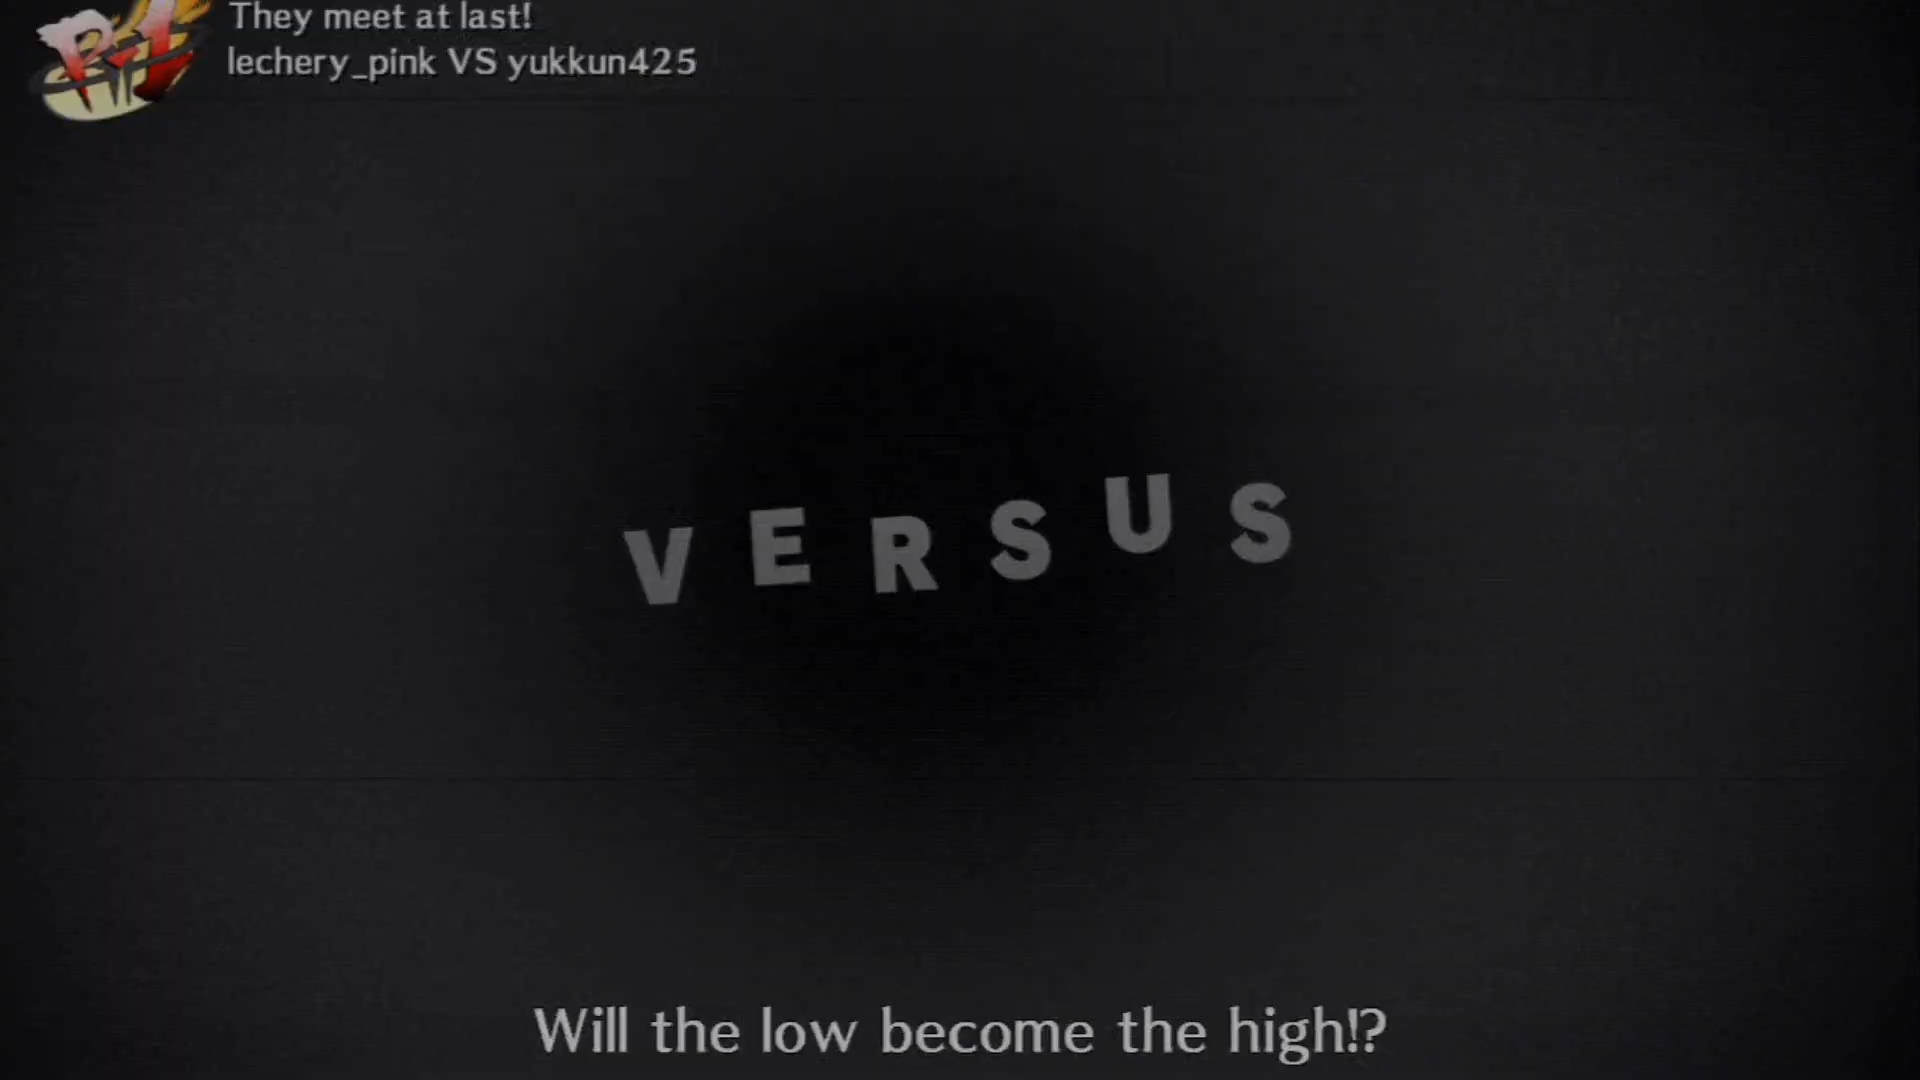 They meet at last!
lechery_pink VS yukkun425
VERSUS
Will the low become the high!?